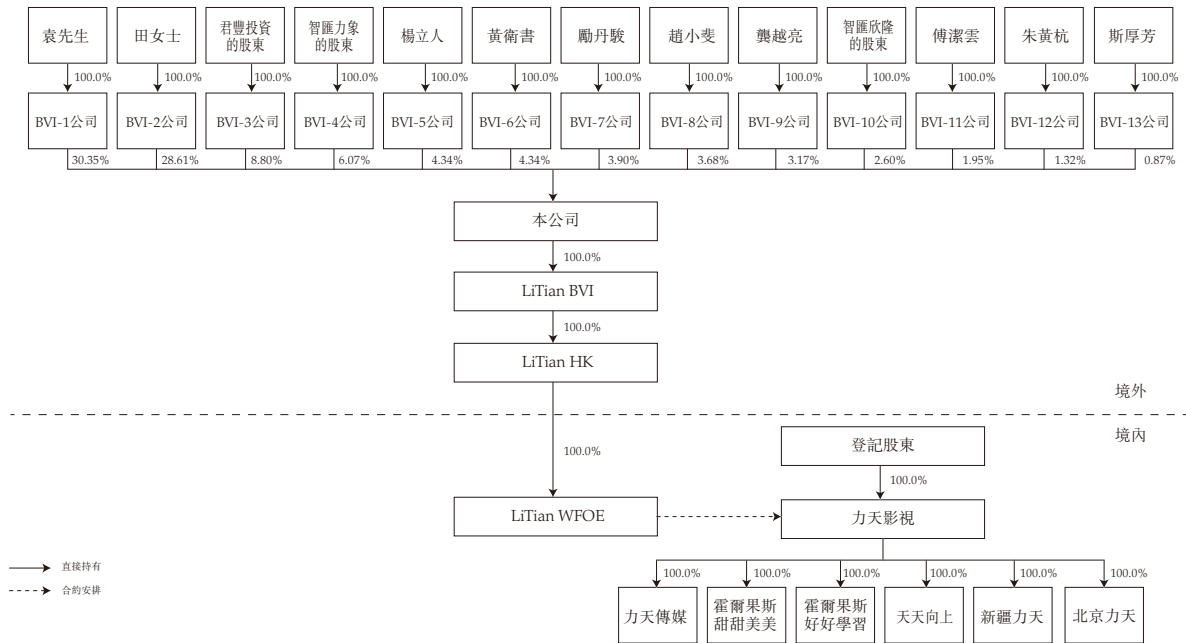 袁先生
田女士
君豐投資
的股東
智匯力象
的股東
楊立人
黃衛書
勵丹駿
趙小斐
龔越亮
智匯欣隆
的股東
傅潔雲
朱黃杭
斯厚芳
100.0%
100.0%
100.0%
100.0%
100.0%
100.0%
100.0%
100.0%
100.0%
100.0%
100.0%
100.0%
100.0%
BVI-1公司
BVI-2公司
BVI-3公司
BVI-4公司
BVI-5公司
BVI-6公司
BVI-7公司
BVI-8公司
BVI-9公司
BVI-10公司
BVI-11公司
BVI-12公司
BVI-13公司
30.35%
28.61%
8.80%
6.07%
4.34%
4.34%
3.90%
3.68%
3.17%
2.60%
1.95%
1.32%
0.87%
本公司
100.0%
LiTian BVI
100.0%
LiTian HK
境外
境內
100.0%
登記股東
100.0%
LiTian WFOE
力天影視
直接持有
合約安排
100.0%
100.0%
100.0%
100.0%
100.0%
100.0%
力天傳媒
霍爾果斯
甜甜美美
霍爾果斯
好好學習
天天向上
新疆力天
北京力天